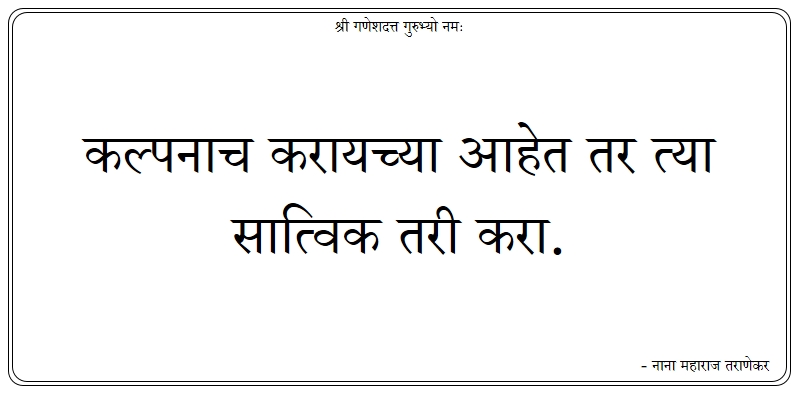 श्री गणेशदत्त गुरुभ्यो नमः
कल्पनाच करायच्या आहेत तर त्या
सात्विक तरी करा.
- नाना महाराज तराणेकर